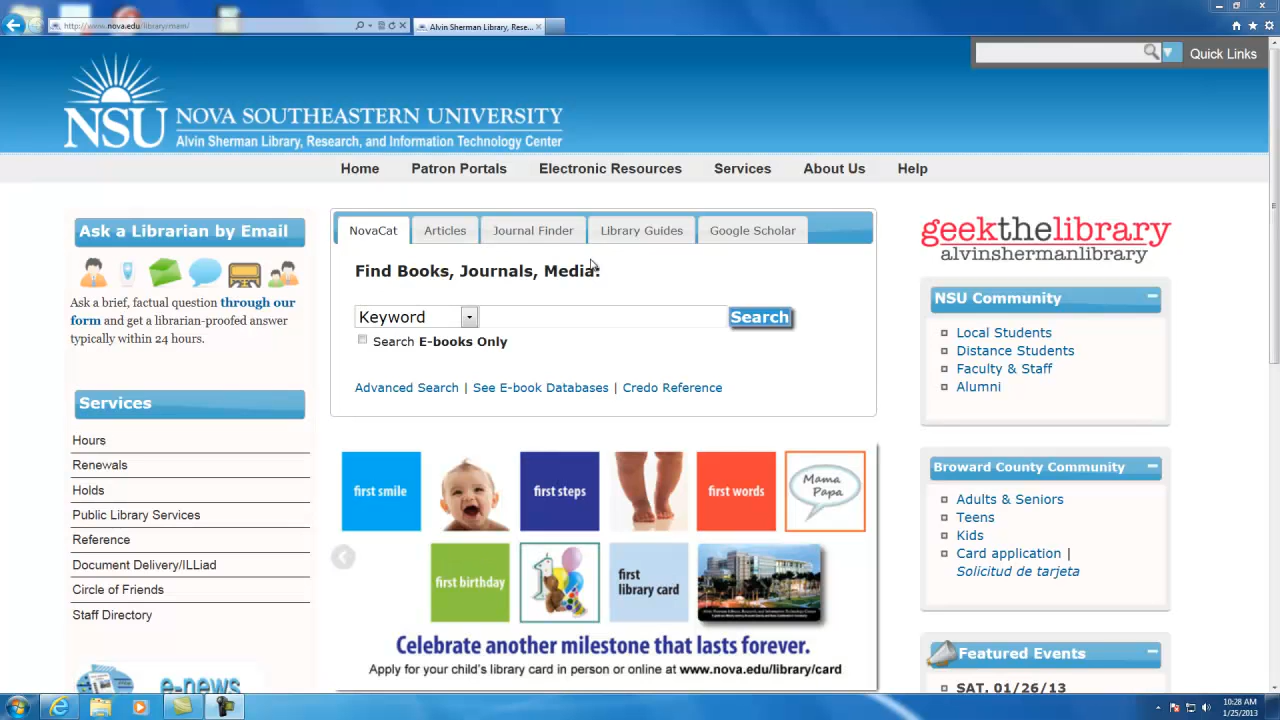 http://www.nova.edu/library/main/
Alvin Sherman Library, Rese...
Quick Links
NSU
NOVA SOUTHEASTERN UNIVERSITY
Alvin Sherman Library, Research, and Information Technology Center
Home
Patron Portals
Electronic Resources
Services
About Us
Help
Ask a Librarian by Email
Ask a brief, factual question through our
form and get a librarian-proofed answer
typically within 24 hours.
Services
Hours
Renewals
Holds
Public Library Services
Reference
Document Delivery/ILLiad
Circle of Friends
Staff Directory
e-news
NovaCat
Articles
Journal Finder
Library Guides
Google Scholar
Find Books, Journals, Media:
Keyword
Search
Search E-books Only
Advanced Search | See E-book Databases | Credo Reference
first smile
first steps
first words
Mama
Papa
first birthday
1
first
library card
Celebrate another milestone that lasts forever.
Apply for your child's library card in person or online at www.nova.edu/library/card
geekthelibrary
alvinshermanlibrary
NSU Community
Local Students
Distance Students
Faculty & Staff
Alumni
Broward County Community
Adults & Seniors
Teens
Kids
Card application |
Solicitud de tarjeta
Featured Events
SAT. 01/26/13
10:28 AM
1/25/2013